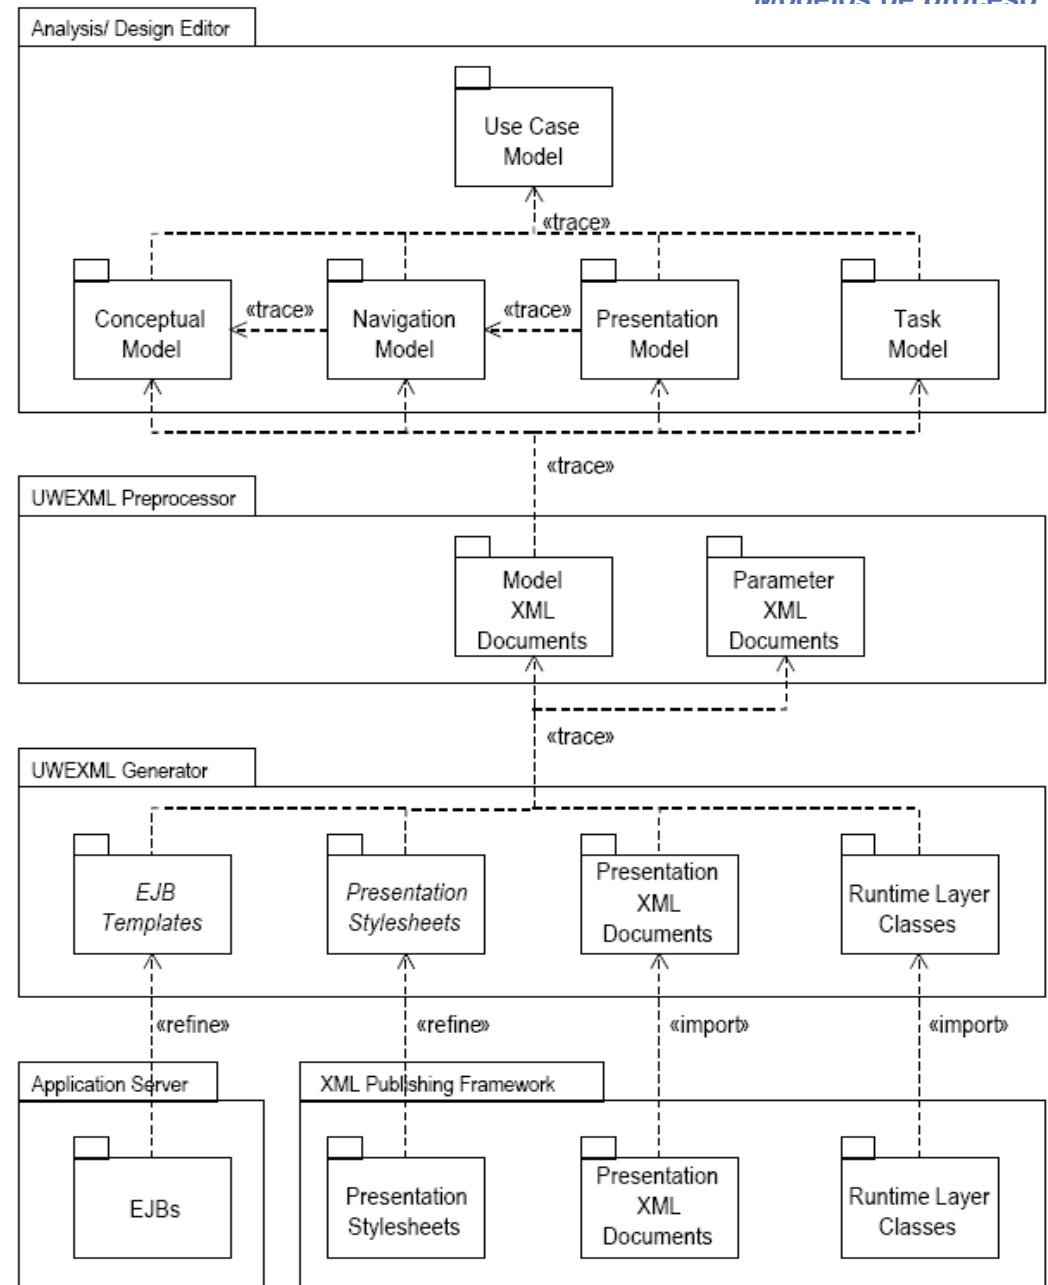 Modelos de proceso
Analysis/ Design Editor
Use Case
Model
«trace»
Conceptual
Model
«trace»
Navigation
Model
«trace»
Presentation
Model
Task
Model
«trace»
UWEXML Preprocessor
Model
XML
Documents
Parameter
XML
Documents
«trace»
UWEXML Generator
EJB
Templates
Presentation
Stylesheets
Presentation
XML
Documents
Runtime Layer
Classes
«refine»
«refine»
«import»
«import»
Application Server
XML Publishing Framework
EJBs
Presentation
Stylesheets
Presentation
XML
Documents
Runtime Layer
Classes